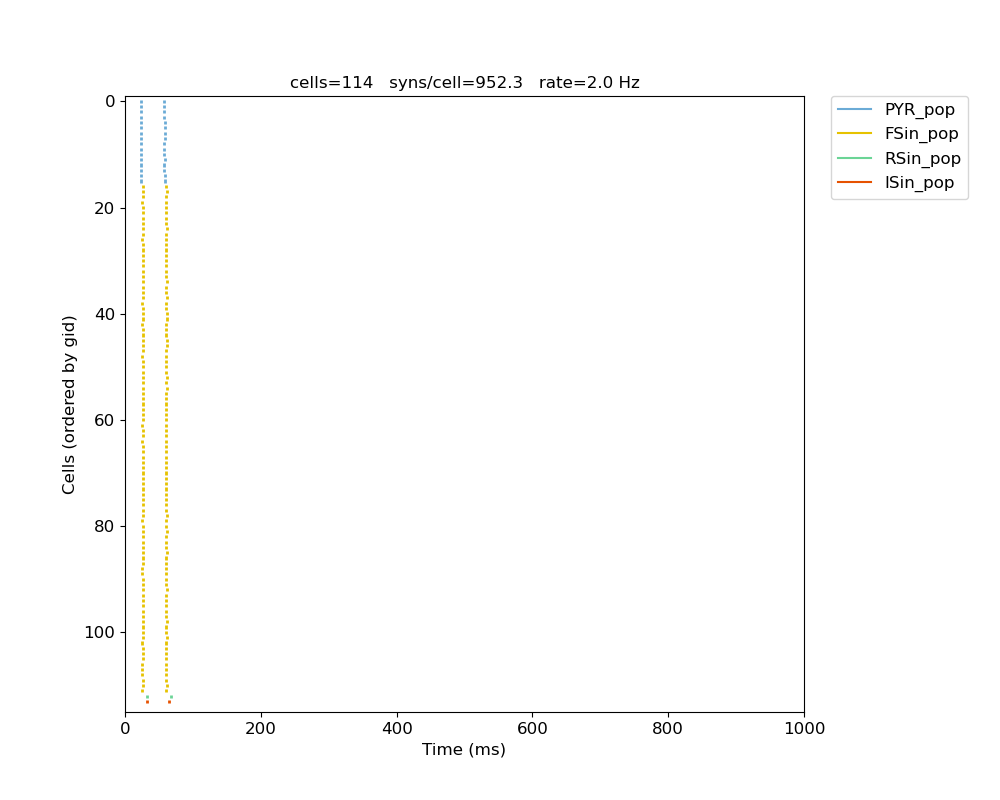 cells=114   syns/cell=952.3   rate=2.0 Hz
PYR_pop
FSin_pop
RSin_pop
ISin_pop
0
20
40
60
80
100
Cells (ordered by gid)
0 200 400 600 800 1000
Time (ms)